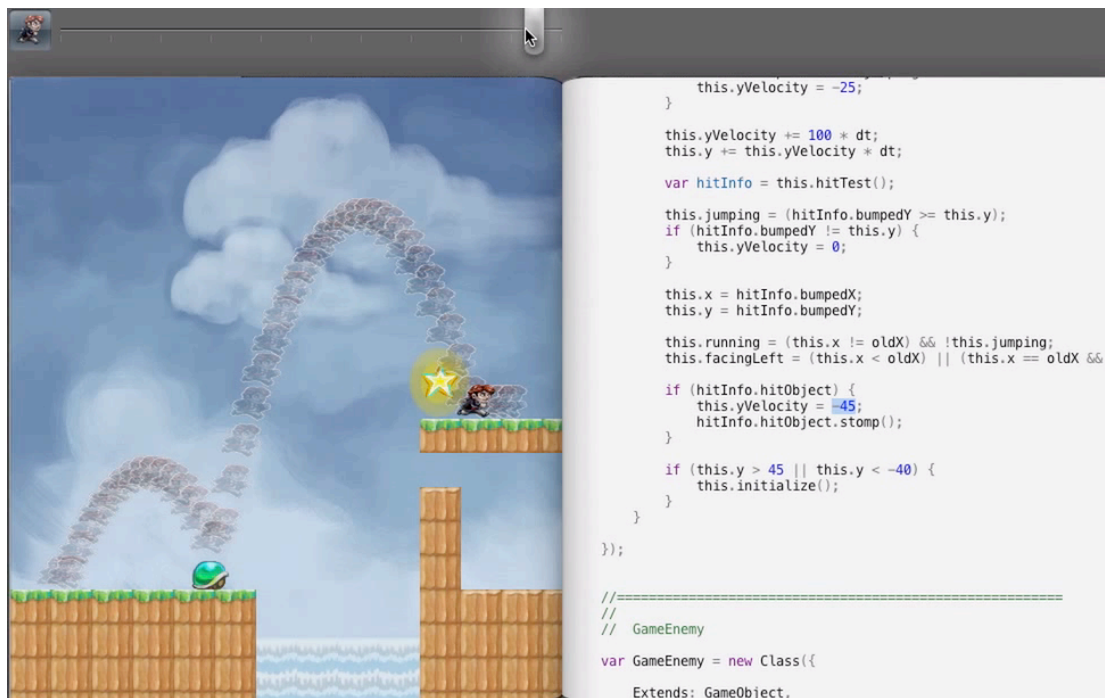 this.yVelocity = -25;
}
this.yVelocity += 100 * dt;
this.y += this.yVelocity * dt;
var hitInfo = this.hitTest();
this.jumping = (hitInfo.bumpedY >= this.y);
if (hitInfo.bumpedY != this.y) {
this.yVelocity = 0;
}
this.x = hitInfo.bumpedX;
this.y = hitInfo.bumpedY;
this.running = (this.x != oldX) && !this.jumping;
this.facingLeft = (this.x < oldX) || (this.x == oldX &&
if (hitInfo.hitObject) {
this.yVelocity = -45;
hitInfo.hitObject.stomp();
}
if (this.y > 45 || this.y < -40) {
this.initialize();
}
}
});
//=========================================================
//
// GameEnemy
var GameEnemy = new Class({
Extends: GameObject,